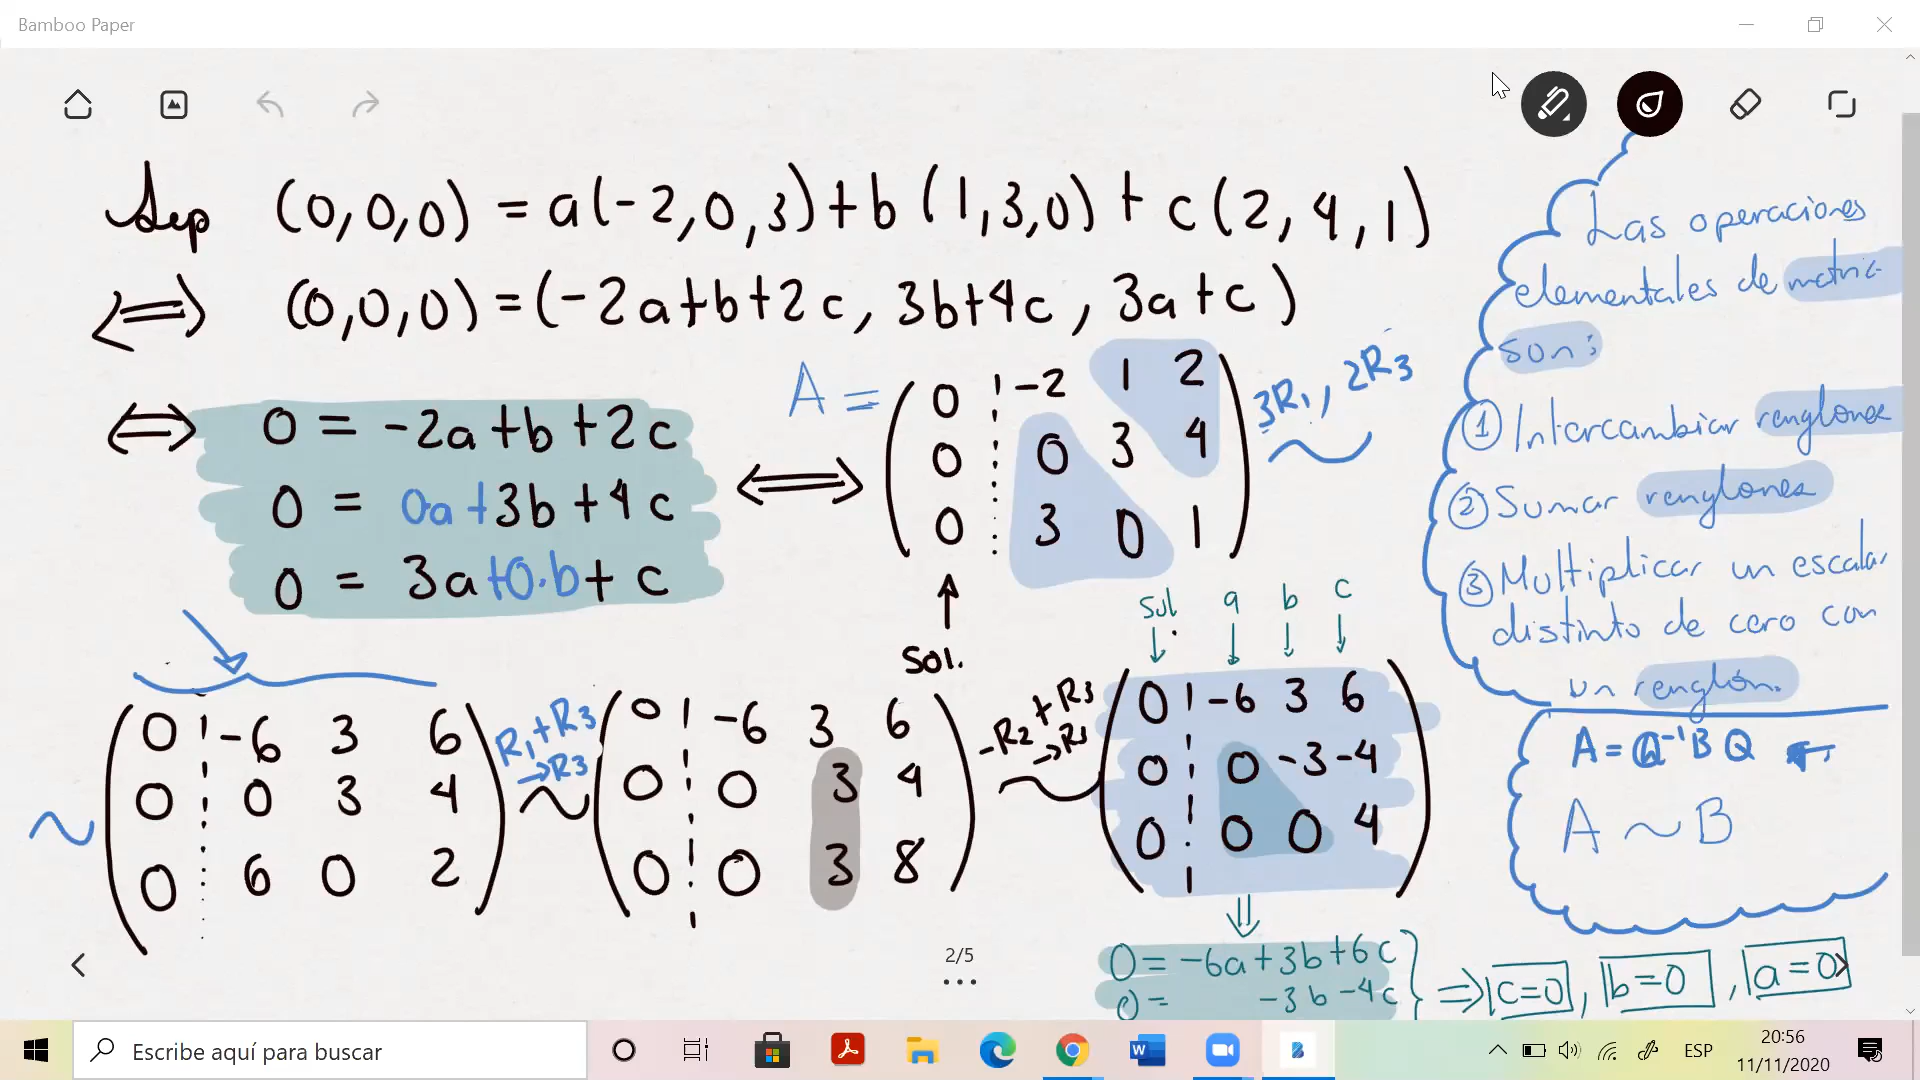 Bamboo Paper
Sup (0,0,0) = a(-2,0,3)+b(1,3,0)+c(2,4,1)
⟺ (0,0,0)=(-2a+b+2c, 3b+4c, 3a+c)
⟺ 0 = -2a+b+2c
0 = 0a+3b+4c
0 = 3a+0·b+c
⟺
A =
0 ¦ -2 1 2
0 ¦ 0 3 4
0 ¦ 3 0 1
3R₁, 2R₃
~
↑
Sol.
~
0 ¦ -6 3 6
0 ¦ 0 3 4
0 ¦ 6 0 2
R₁+R₃
→R₃
~
0 ¦ -6 3 6
0 ¦ 0 3 4
0 ¦ 0 3 8
-R₂+R₃
~
Sol a b c
0 ¦ -6 3 6
0 ¦ 0 -3 -4
0 ¦ 0 0 4
⇓
0 = -6a+3b+6c
0 = -3b-4c
⇒ c=0, b=0, a=0
Las operaciones
elementales de
son:
① Intercambiar renglones
② Sumar renglones
③ Multiplicar un escalar
distinto de cero con
un renglón.
A = Q⁻¹BQ ←
A ~ B
2/5
Escribe aquí para buscar
ESP
20:56
11/11/2020